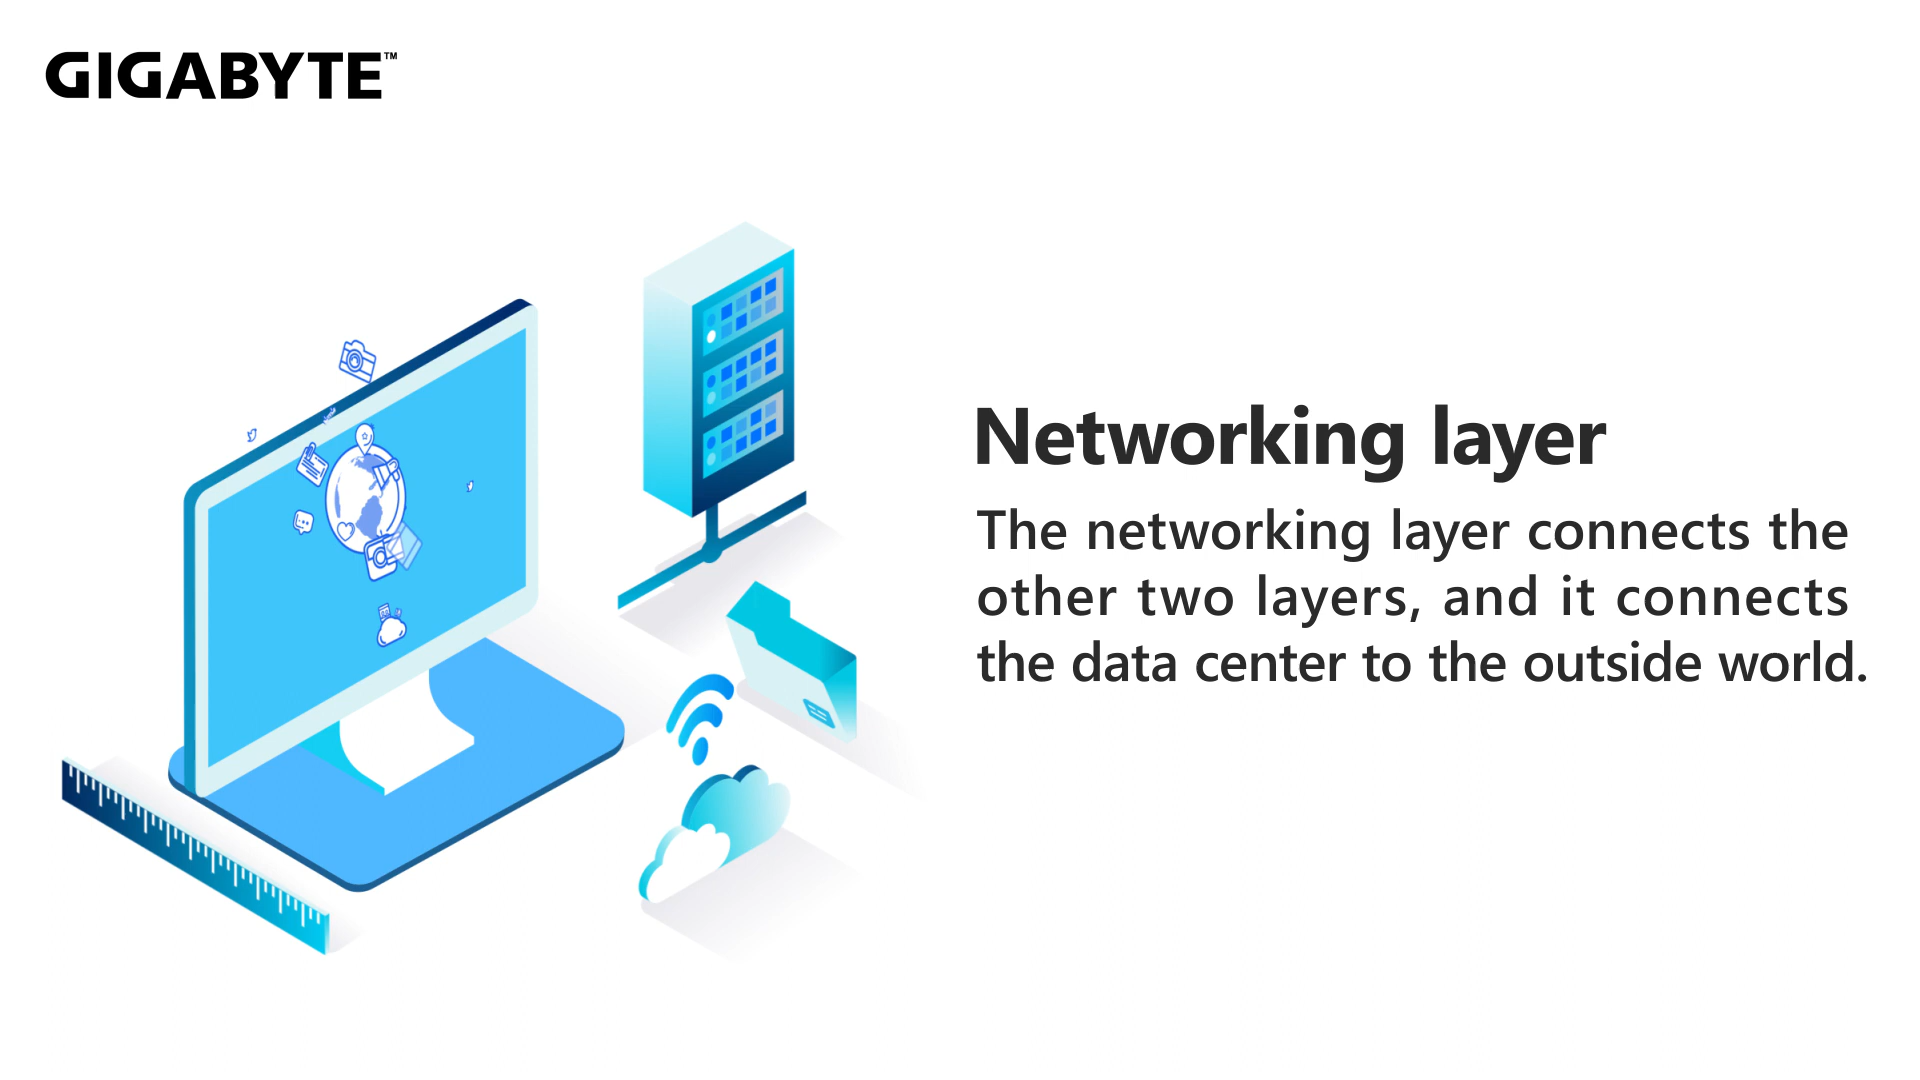 GIGABYTE™
Networking layer
The networking layer connects the
other two layers, and it connects
the data center to the outside world.